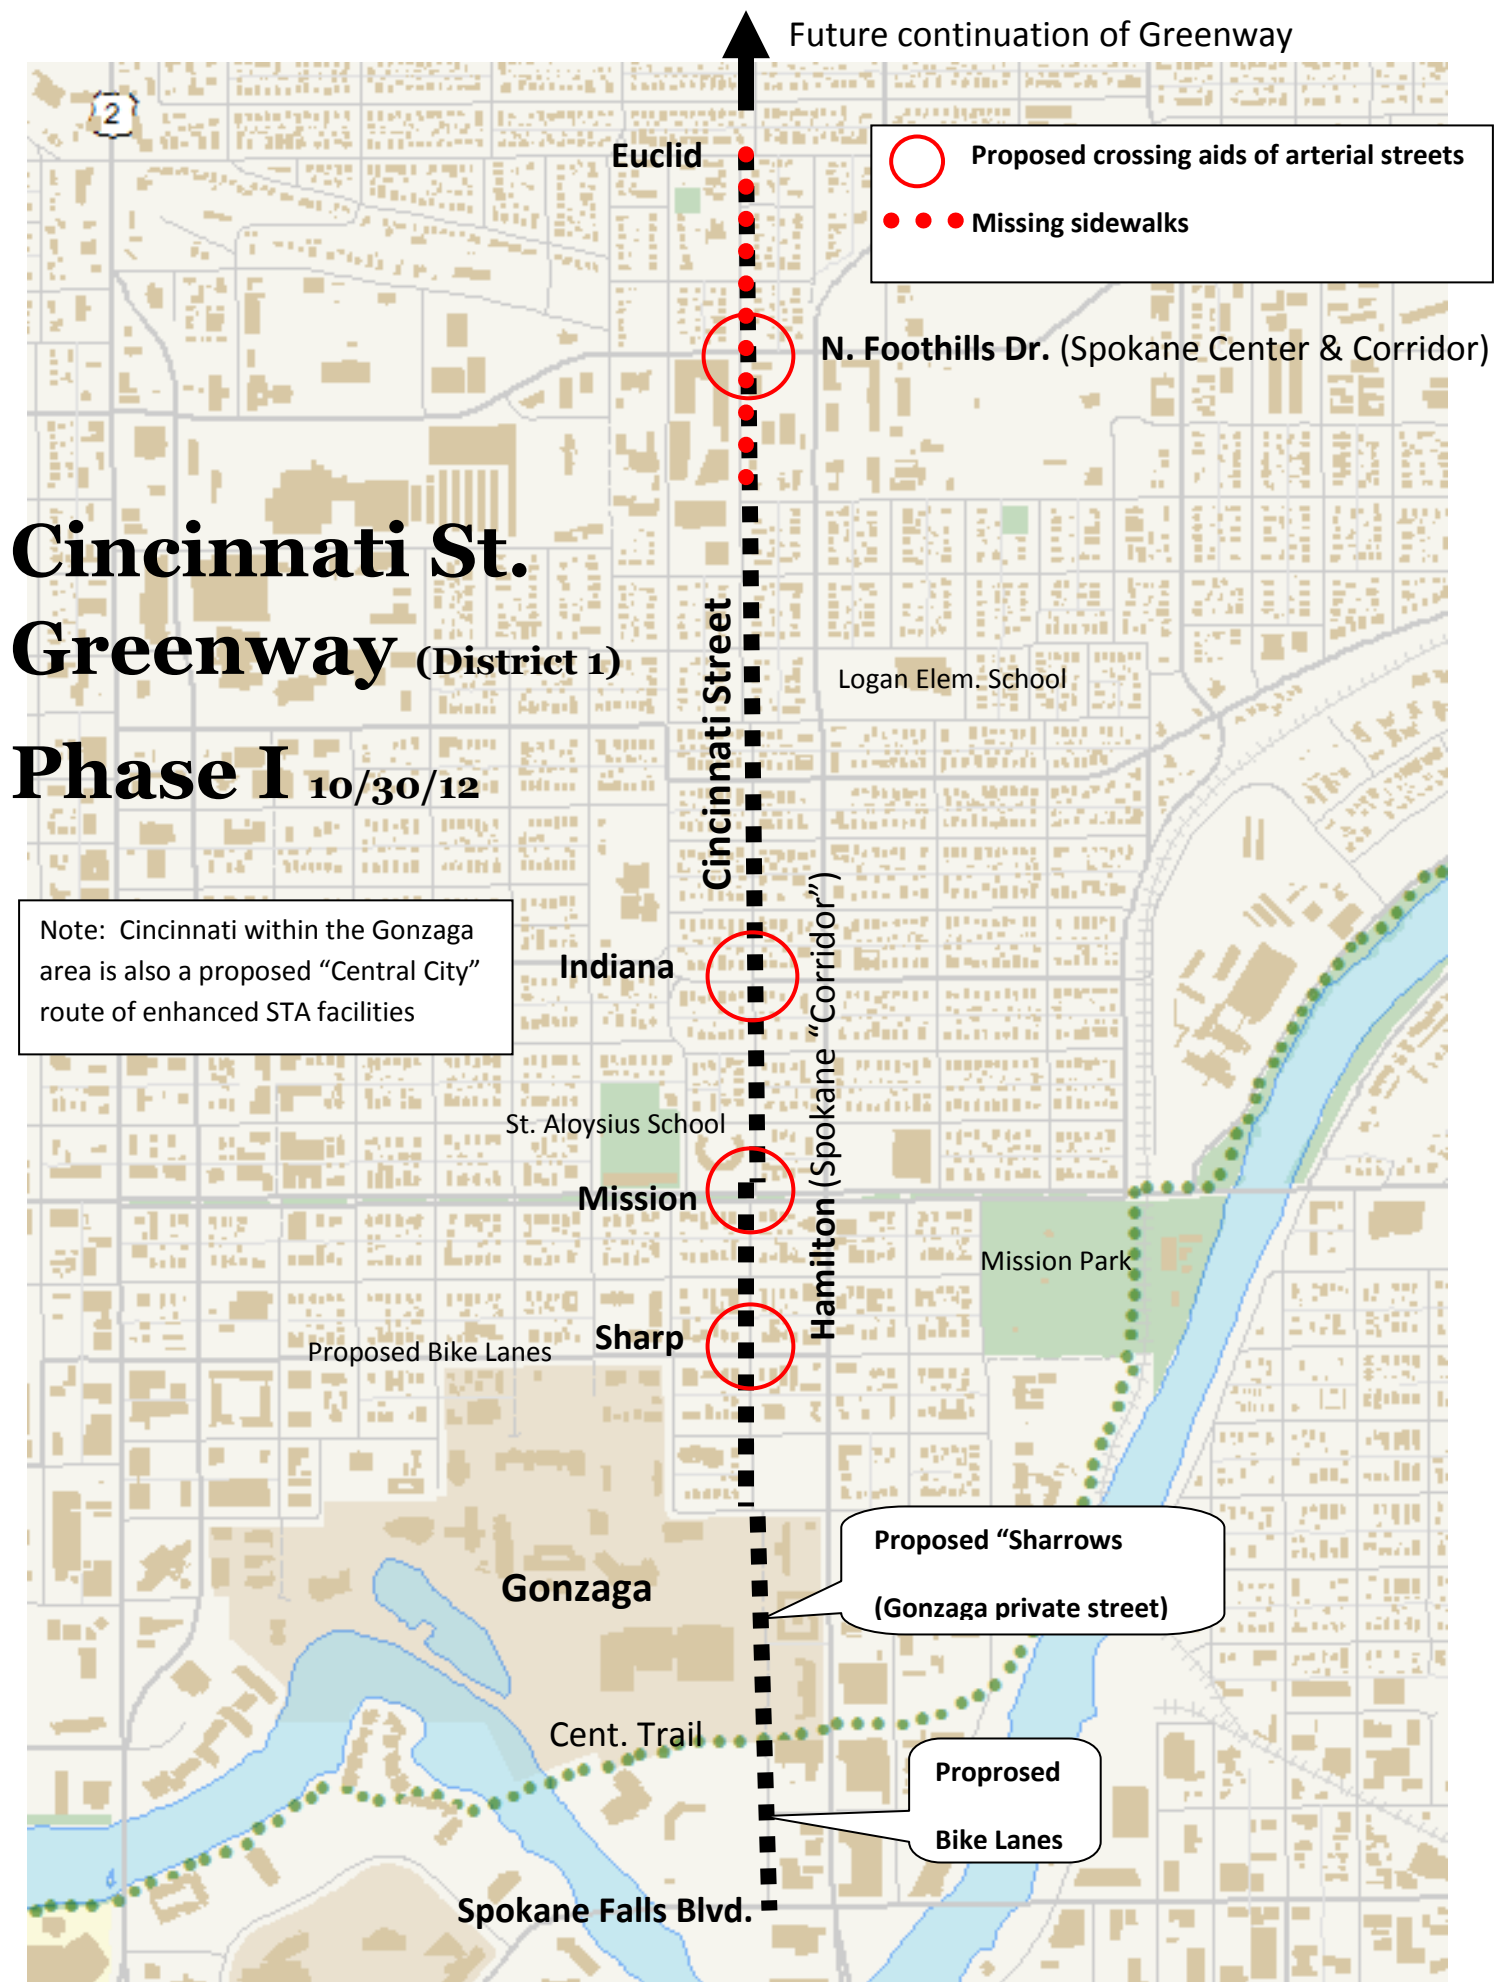 Future continuation of Greenway
2
Euclid
Proposed crossing aids of arterial streets
Missing sidewalks
N. Foothills Dr. (Spokane Center & Corridor)
Cincinnati St.
Greenway (District 1)
Phase I 10/30/12
Cincinnati Street
Logan Elem. School
Note: Cincinnati within the Gonzaga
area is also a proposed “Central City”
route of enhanced STA facilities
Indiana
Hamilton (Spokane “Corridor”)
St. Aloysius School
Mission
Mission Park
Sharp
Proposed Bike Lanes
Proposed “Sharrows
(Gonzaga private street)
Gonzaga
Cent. Trail
Proprosed
Bike Lanes
Spokane Falls Blvd.